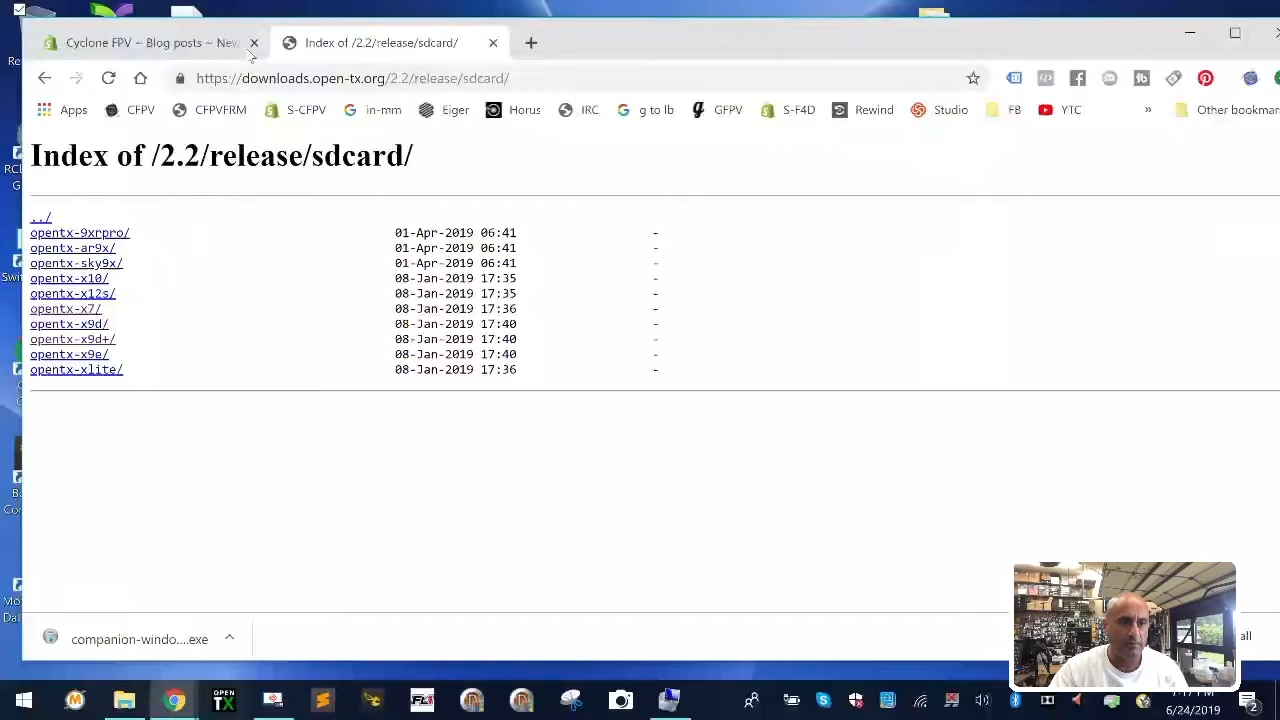 Cyclone FPV ~ Blog posts ~ New
Index of /2.2/release/sdcard/
https://downloads.open-tx.org/2.2/release/sdcard/
Apps CFPV CFPVFRM S-CFPV in-mm Eiger Horus IRC g to lb GFPV S-F4D Rewind Studio FB YTC » Other bookmar
Index of /2.2/release/sdcard/
../
opentx-9xrpro/ 01-Apr-2019 06:41 -
opentx-ar9x/ 01-Apr-2019 06:41 -
opentx-sky9x/ 01-Apr-2019 06:41 -
opentx-x10/ 08-Jan-2019 17:35 -
opentx-x12s/ 08-Jan-2019 17:35 -
opentx-x7/ 08-Jan-2019 17:36 -
opentx-x9d/ 08-Jan-2019 17:40 -
opentx-x9d+/ 08-Jan-2019 17:40 -
opentx-x9e/ 08-Jan-2019 17:40 -
opentx-xlite/ 08-Jan-2019 17:36 -
companion-windo....exe
all
OPEN
TX
6/24/2019
2